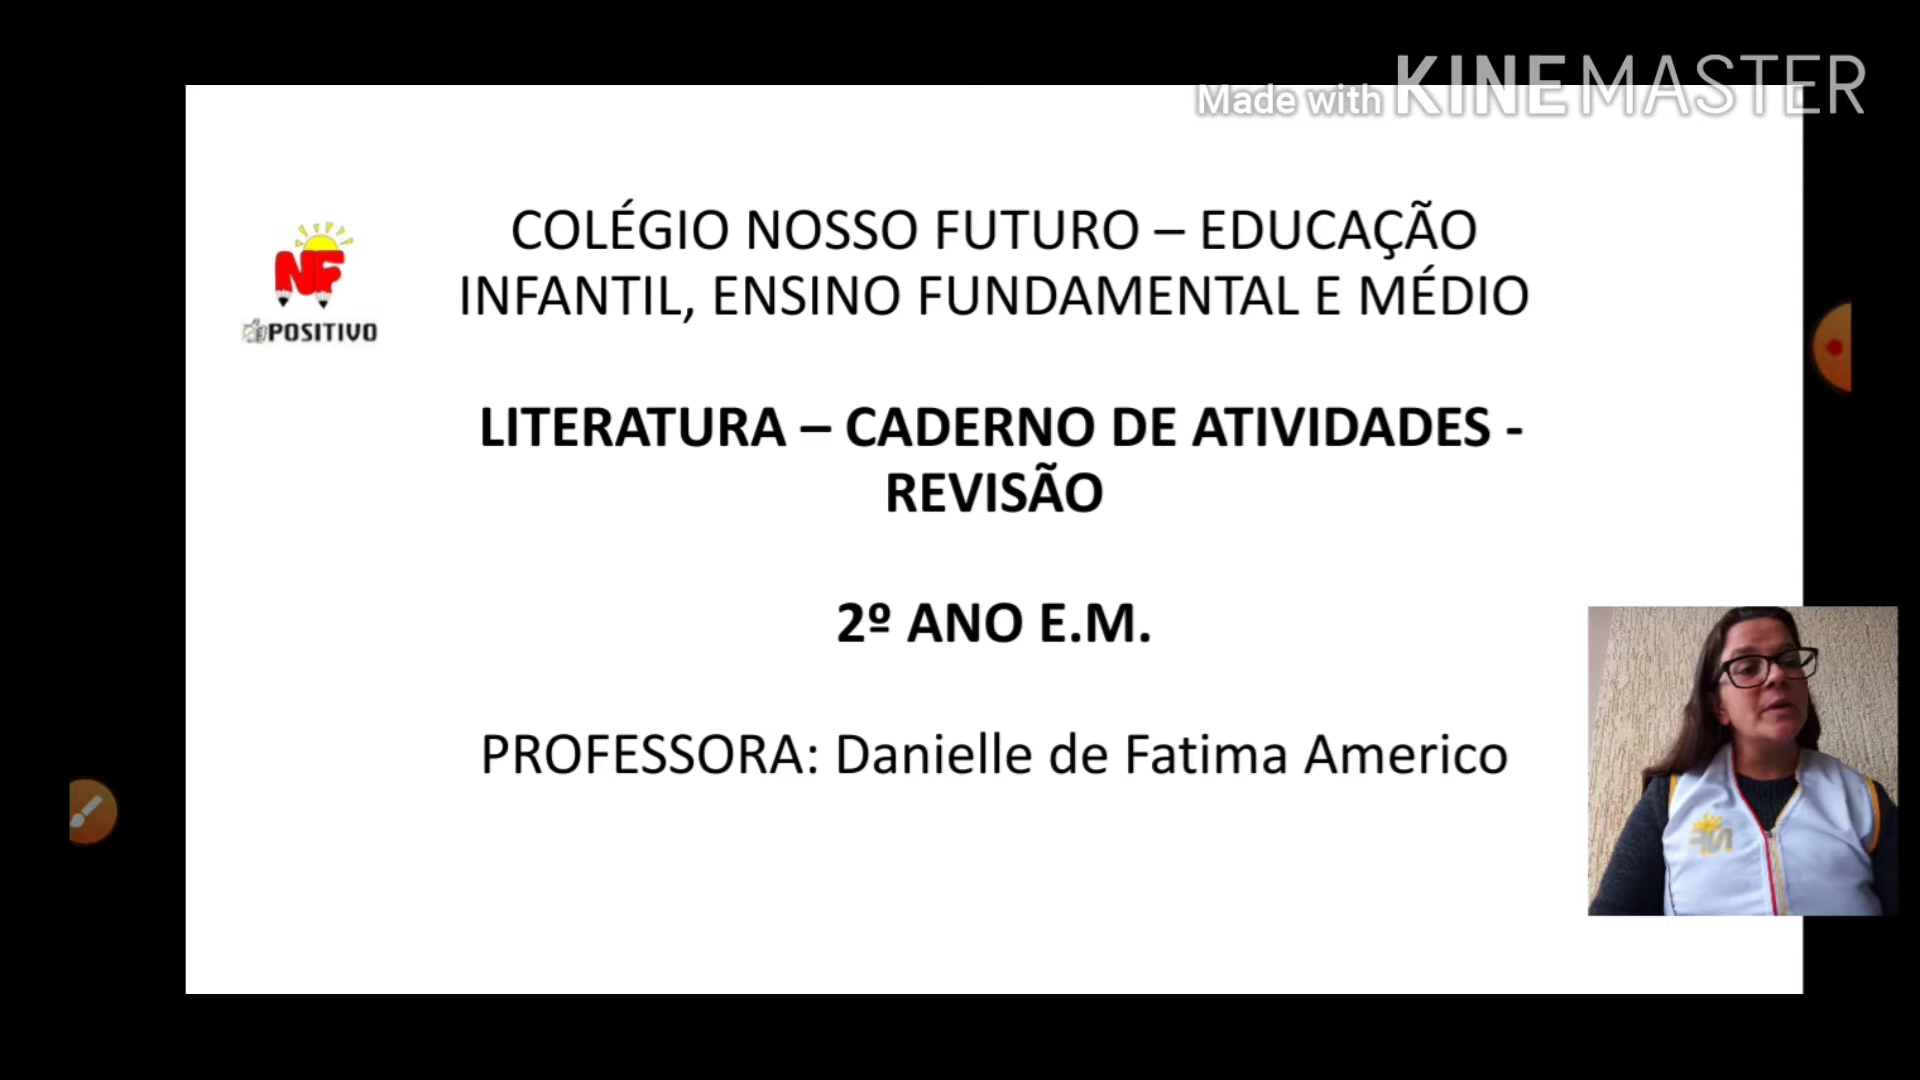 Made with KINEMASTER
NF
POSITIVO
COLÉGIO NOSSO FUTURO – EDUCAÇÃO
INFANTIL, ENSINO FUNDAMENTAL E MÉDIO
LITERATURA – CADERNO DE ATIVIDADES -
REVISÃO
2º ANO E.M.
PROFESSORA: Danielle de Fatima Americo
NF